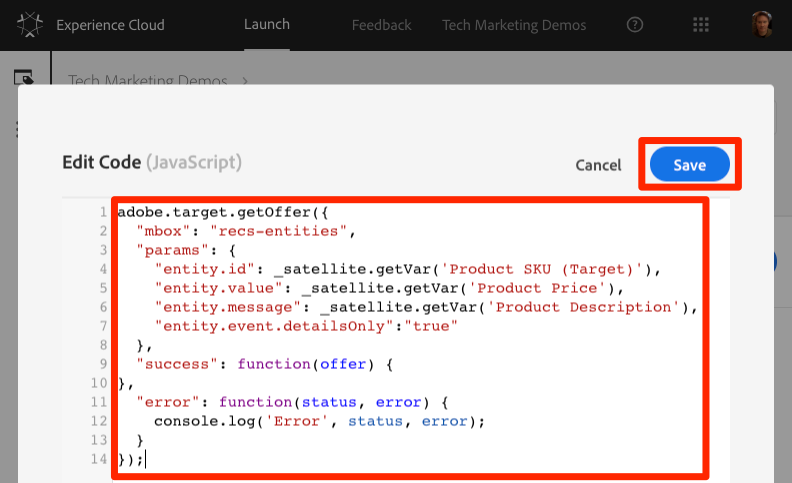 Experience Cloud Launch Feedback Tech Marketing Demos ?
Tech Marketing Demos >
Edit Code (JavaScript)
Cancel Save
1 adobe.target.getOffer({
2 "mbox": "recs-entities",
3 "params": {
4 "entity.id": _satellite.getVar('Product SKU (Target)'),
5 "entity.value": _satellite.getVar('Product Price'),
6 "entity.message": _satellite.getVar('Product Description'),
7 "entity.event.detailsOnly":"true"
8 },
9 "success": function(offer) {
10 },
11 "error": function(status, error) {
12 console.log('Error', status, error);
13 }
14 });